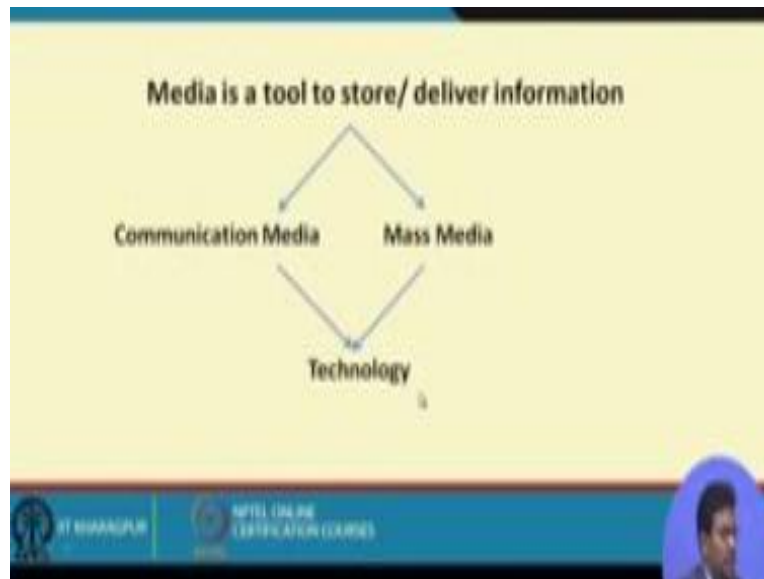 Media is a tool to store/ deliver information
Communication Media Mass Media
Technology
IIT KHARAGPUR
NPTEL ONLINE
CERTIFICATION COURSES